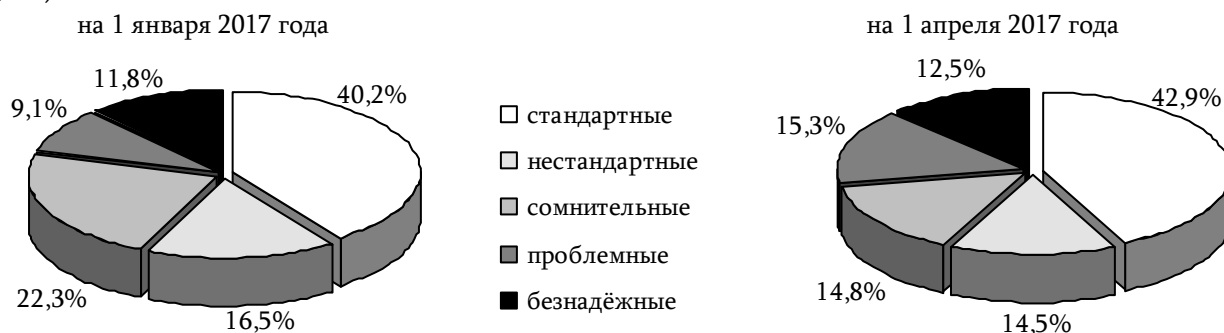 на 1 января 2017 года
11,8%
40,2%
9,1%
22,3%
16,5%
стандартные
нестандартные
сомнительные
проблемные
безнадёжные
на 1 апреля 2017 года
12,5%
42,9%
15,3%
14,8%
14,5%